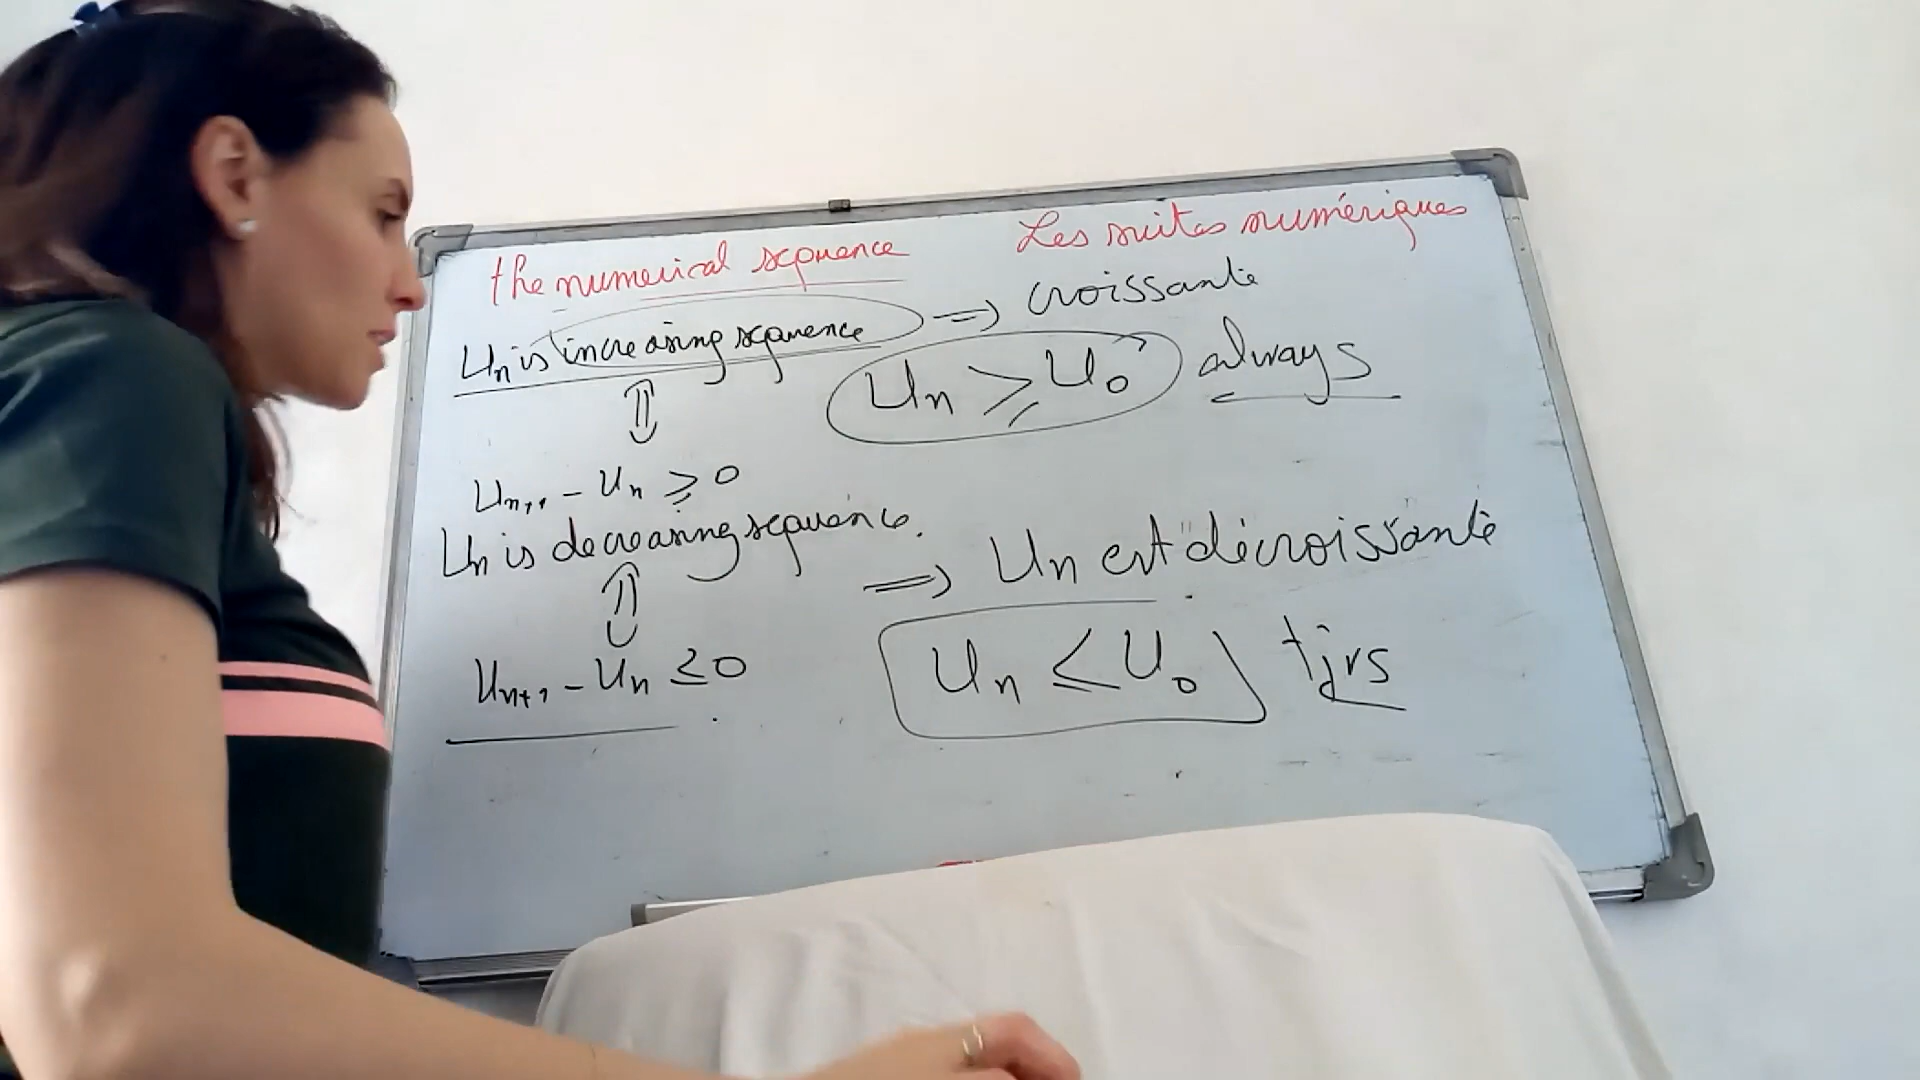 the numerical sequence
Les suites numériques
Un is increasing sequence => croissante
Un ≥ U0 always
⇕
Un+1 - Un ≥ 0
Un is decreasing sequence.
=> Un est décroissante
⇕
Un+1 - Un ≤ 0
Un ≤ U0 tjrs